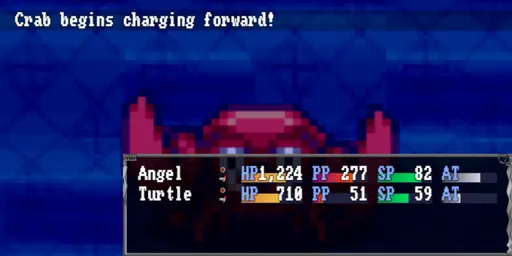 Crab begins charging forward!
Angel HP1,224 PP 277 SP 82 AT
Turtle HP 710 PP 51 SP 59 AT